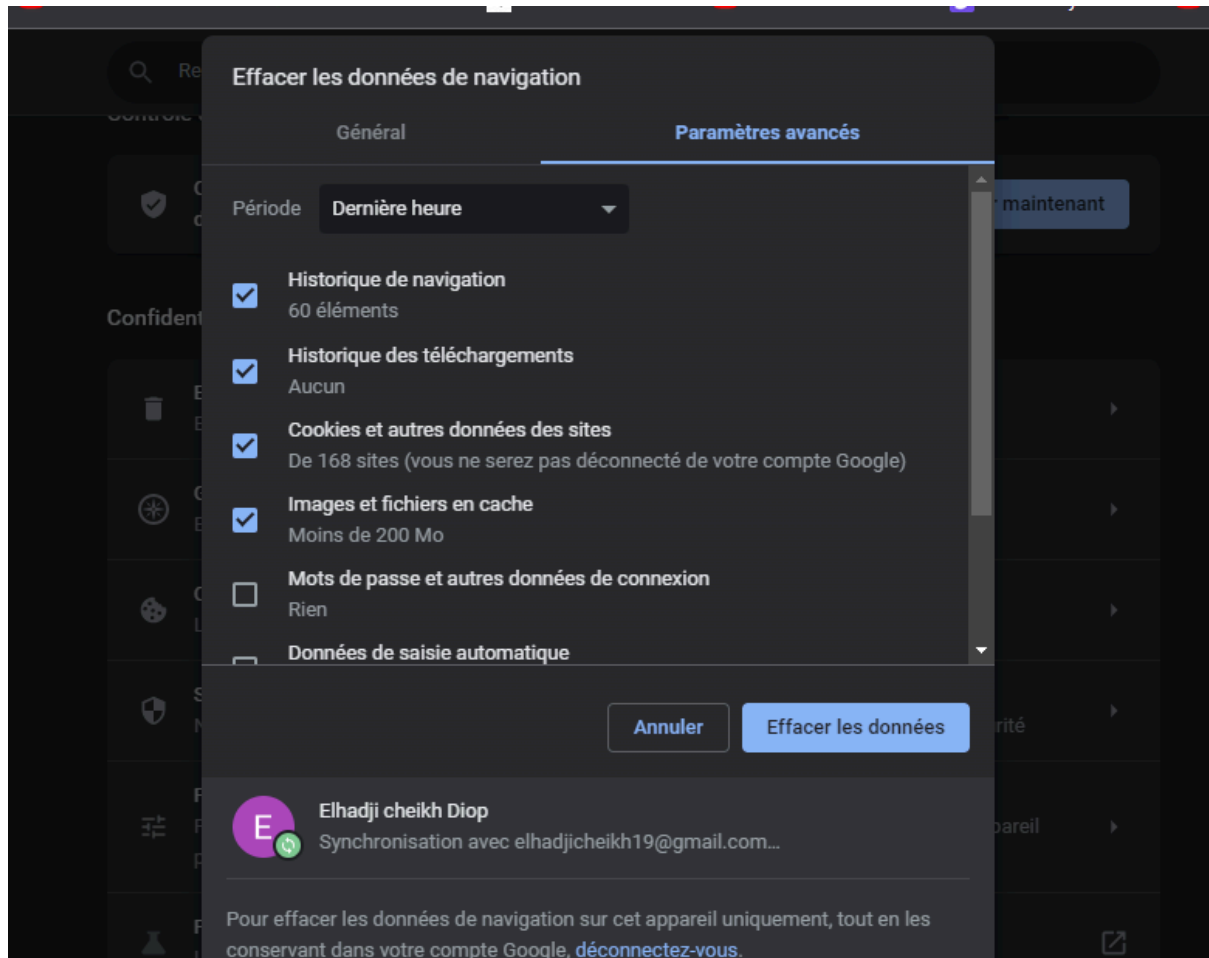 Re
Effacer les données de navigation
Général
Paramètres avancés
Période
Dernière heure
maintenant
Historique de navigation
60 éléments
Confident
Historique des téléchargements
Aucun
Cookies et autres données des sites
De 168 sites (vous ne serez pas déconnecté de votre compte Google)
Images et fichiers en cache
Moins de 200 Mo
Mots de passe et autres données de connexion
Rien
Données de saisie automatique
Annuler
Effacer les données
rité
E
Elhadji cheikh Diop
Synchronisation avec elhadjicheikh19@gmail.com...
pareil
Pour effacer les données de navigation sur cet appareil uniquement, tout en les
conservant dans votre compte Google, déconnectez-vous.